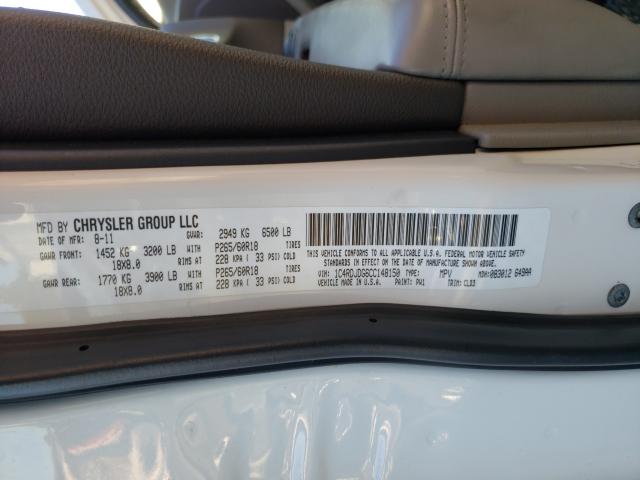 MFD BY CHRYSLER GROUP LLC
DATE OF MFR: 8-11 GVWR: 2949 KG 6500 LB
GAWR FRONT: 1452 KG 3200 LB WITH P265/60R18 TIRES
18X8.0 RIMS AT 228 KPA ( 33 PSI) COLD
GAWR REAR: 1770 KG 3900 LB WITH P265/60R18 TIRES
18X8.0 RIMS AT 228 KPA ( 33 PSI) COLD
THIS VEHICLE CONFORMS TO ALL APPLICABLE U.S.A. FEDERAL MOTOR VEHICLE SAFETY
STANDARDS IN EFFECT ON THE DATE OF MANUFACTURE SHOWN ABOVE.
VIN: 1C4RDJDG6CC148150 TYPE: MPV MDH: 083012 649AA
VEHICLE MADE IN U.S.A. PAINT: PW1 TRIM: CLD3